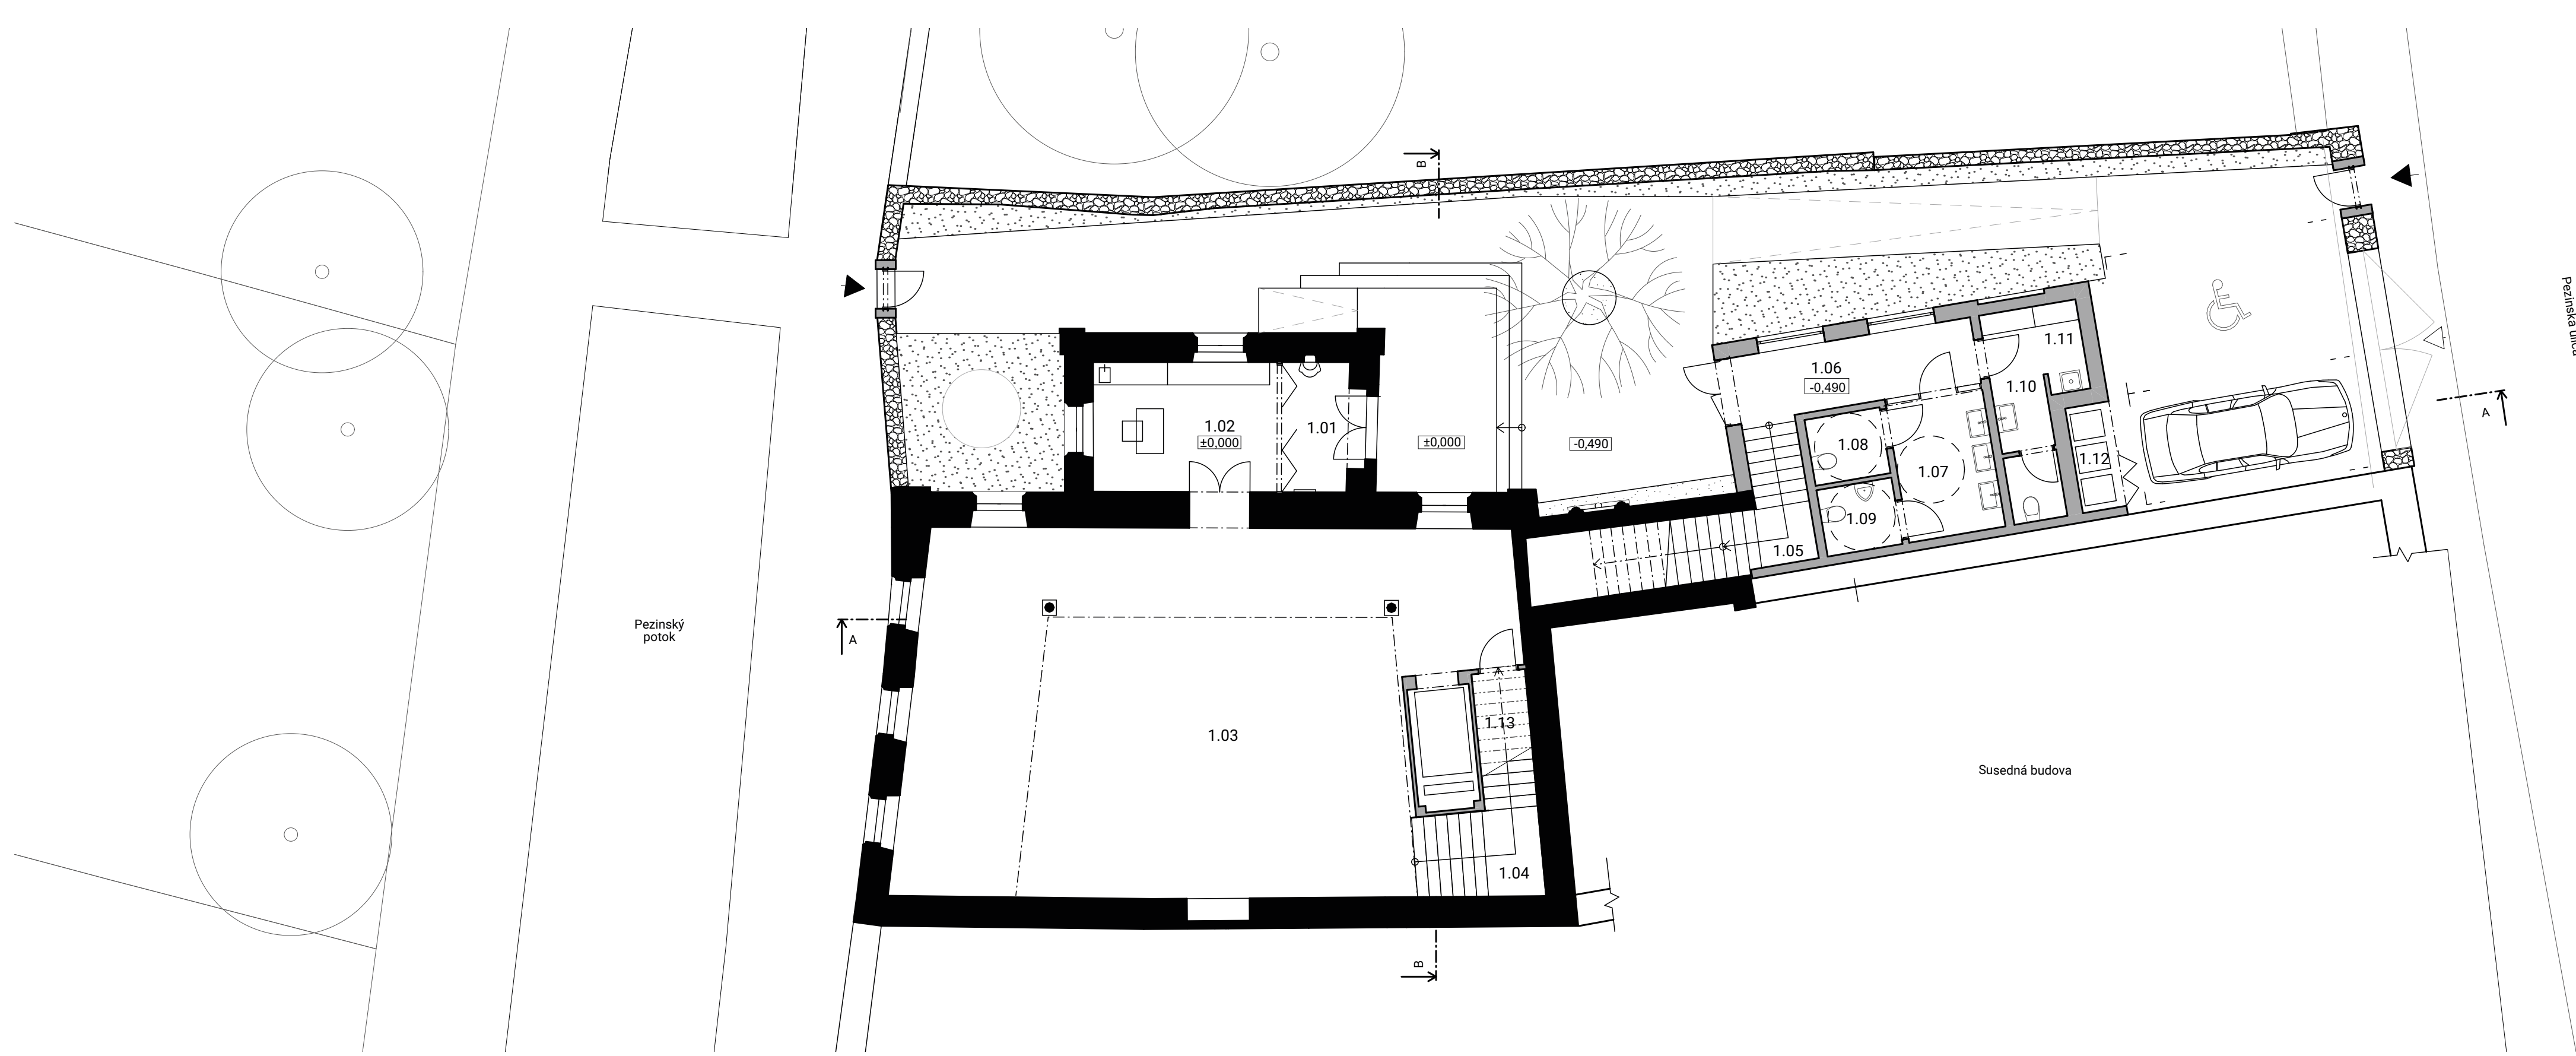 B
Pezinská ulica
1.11
1.06
-0,490
1.10
A
1.02
±0,000
1.01
±0,000
-0,490
1.08
1.12
1.07
1.09
1.05
Pezinský
potok
A
1.13
1.03
Susedná budova
1.04
B